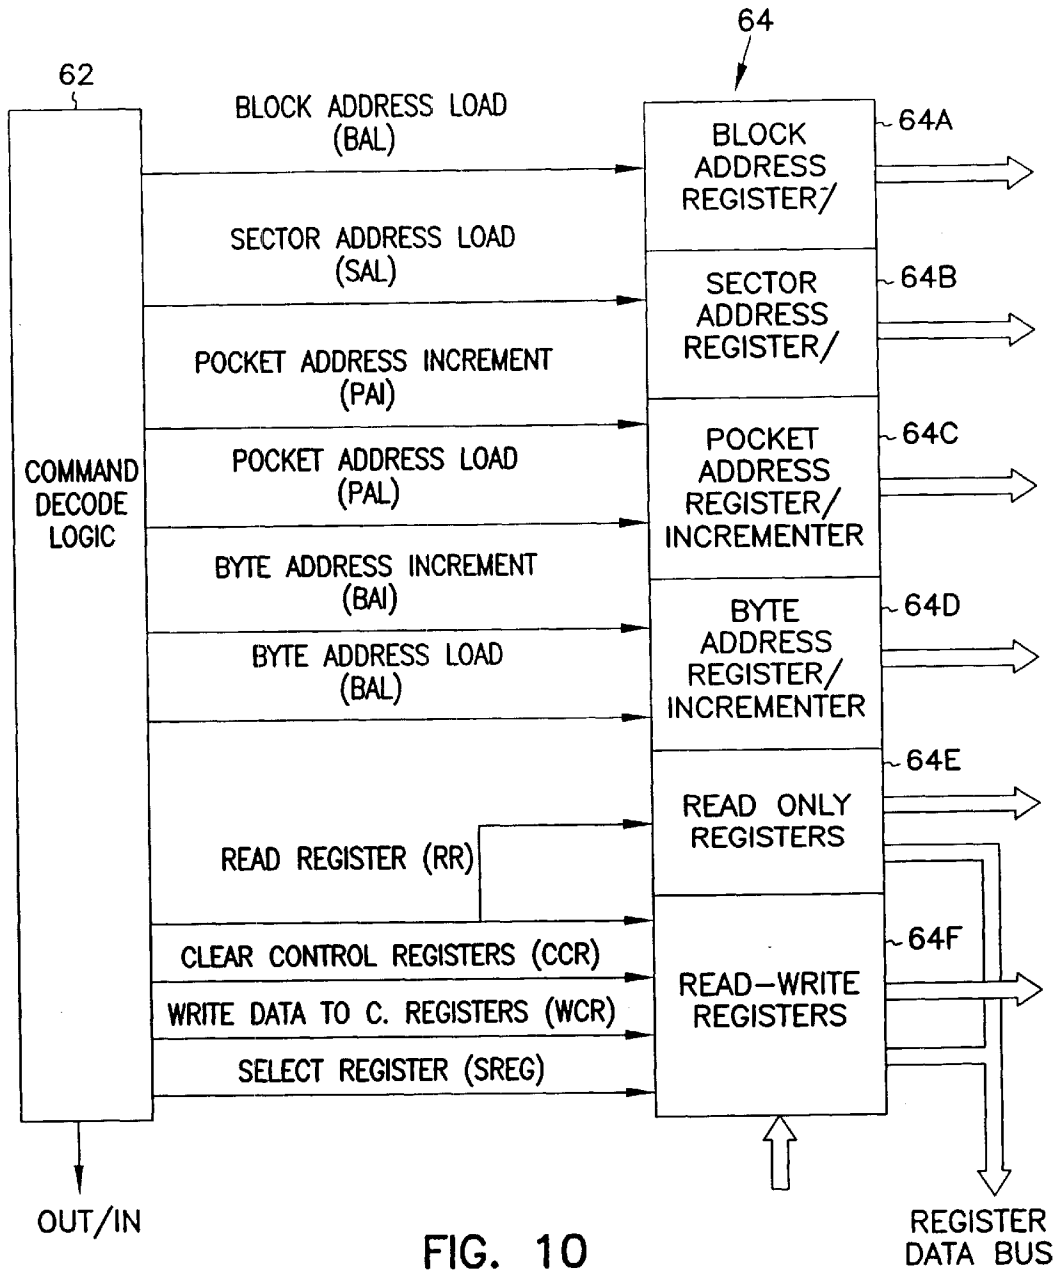 64
62
BLOCK ADDRESS LOAD
(BAL)
BLOCK
ADDRESS
REGISTER/
64A
SECTOR ADDRESS LOAD
(SAL)
SECTOR
ADDRESS
REGISTER/
64B
POCKET ADDRESS INCREMENT
(PAI)
POCKET ADDRESS LOAD
(PAL)
POCKET
ADDRESS
REGISTER/
INCREMENTER
64C
COMMAND
DECODE
LOGIC
BYTE ADDRESS INCREMENT
(BAI)
BYTE ADDRESS LOAD
(BAL)
BYTE
ADDRESS
REGISTER/
INCREMENTER
64D
READ ONLY
REGISTERS
64E
READ REGISTER (RR)
CLEAR CONTROL REGISTERS (CCR)
WRITE DATA TO C. REGISTERS (WCR)
SELECT REGISTER (SREG)
READ-WRITE
REGISTERS
64F
OUT/IN
REGISTER
DATA BUS
FIG. 10